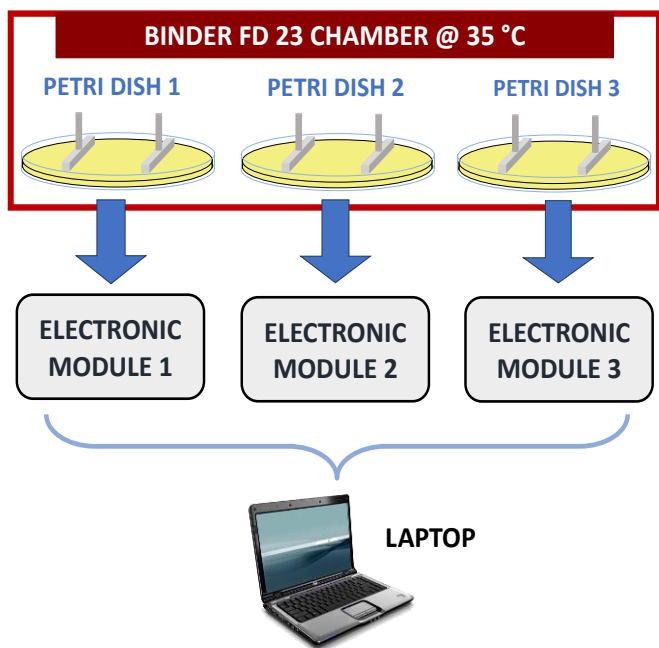 BINDER FD 23 CHAMBER @ 35 °C
PETRI DISH 1
PETRI DISH 2
PETRI DISH 3
ELECTRONIC
MODULE 1
ELECTRONIC
MODULE 2
ELECTRONIC
MODULE 3
LAPTOP